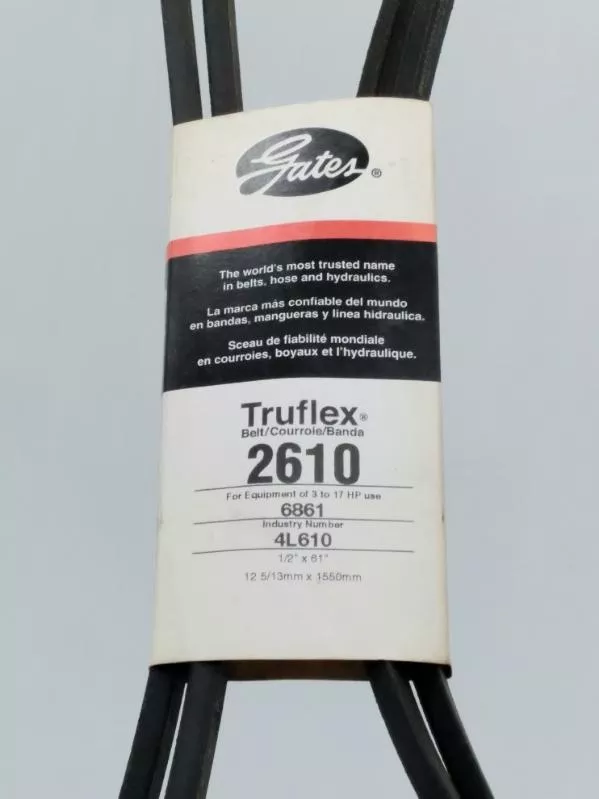 Gates®
The world's most trusted name
in belts, hose and hydraulics.
La marca más confiable del mundo
en bandas, mangueras y linea hidraulica.
Sceau de fiabilité mondiale
en courroies, boyaux et l'hydraulique.
Truflex®
Belt/Courroie/Banda
2610
For Equipment of 3 to 17 HP use
6861
Industry Number
4L610
1/2" x 61"
12 5/13mm x 1550mm